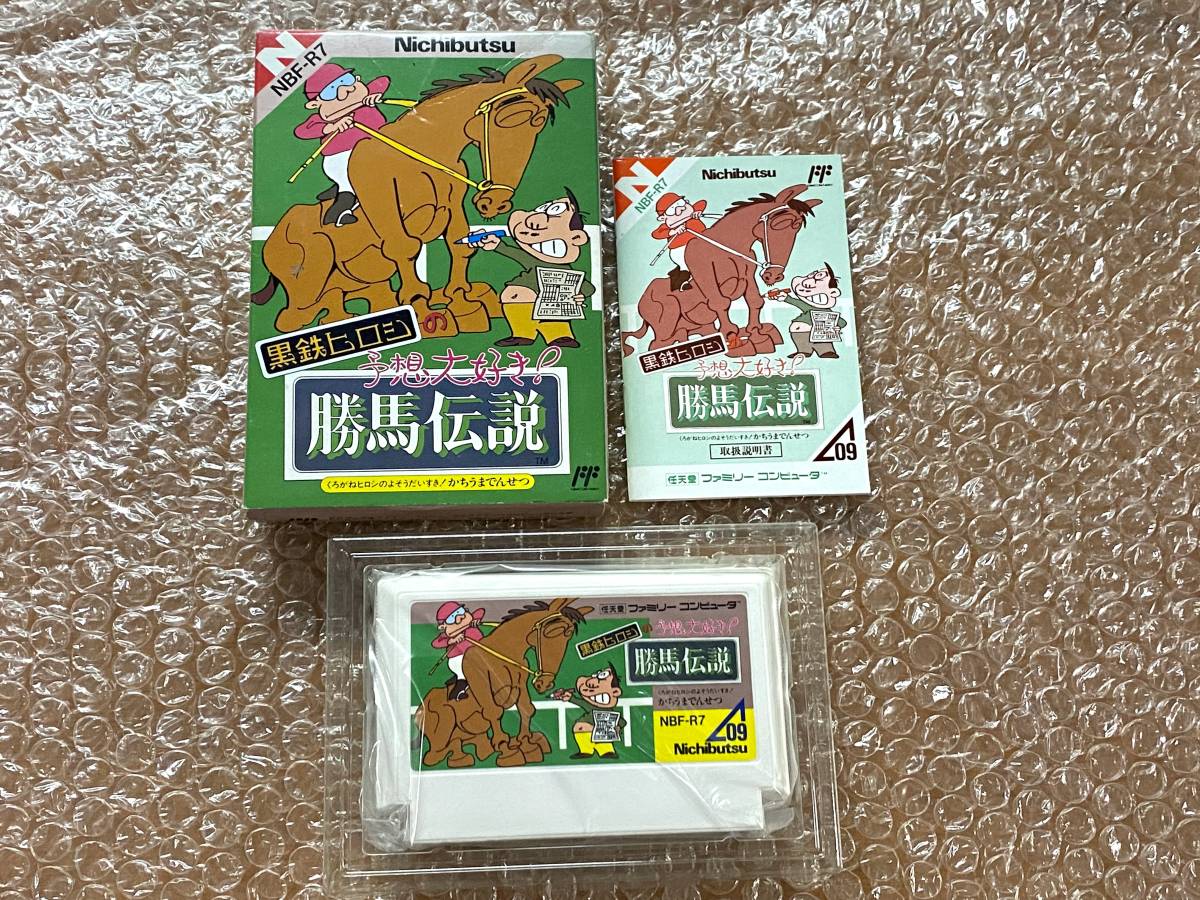 N
NBF-R7
Nichibutsu
黒鉄ヒロシの
予想大好き!
勝馬伝説
TM
くろがねヒロシのよそうだいすき!かちうまでんせつ
N
NBF-R7
Nichibutsu
黒鉄ヒロシの
予想大好き!
勝馬伝説
くろがねヒロシのよそうだいすき!かちうまでんせつ
取扱説明書
09
任天堂 ファミリー コンピュータ™
任天堂 ファミリー コンピュータ™
黒鉄ヒロシの予想大好き!
勝馬伝説
くろがねヒロシのよそうだいすき!
かちうまでんせつ
NBF-R7
09
Nichibutsu